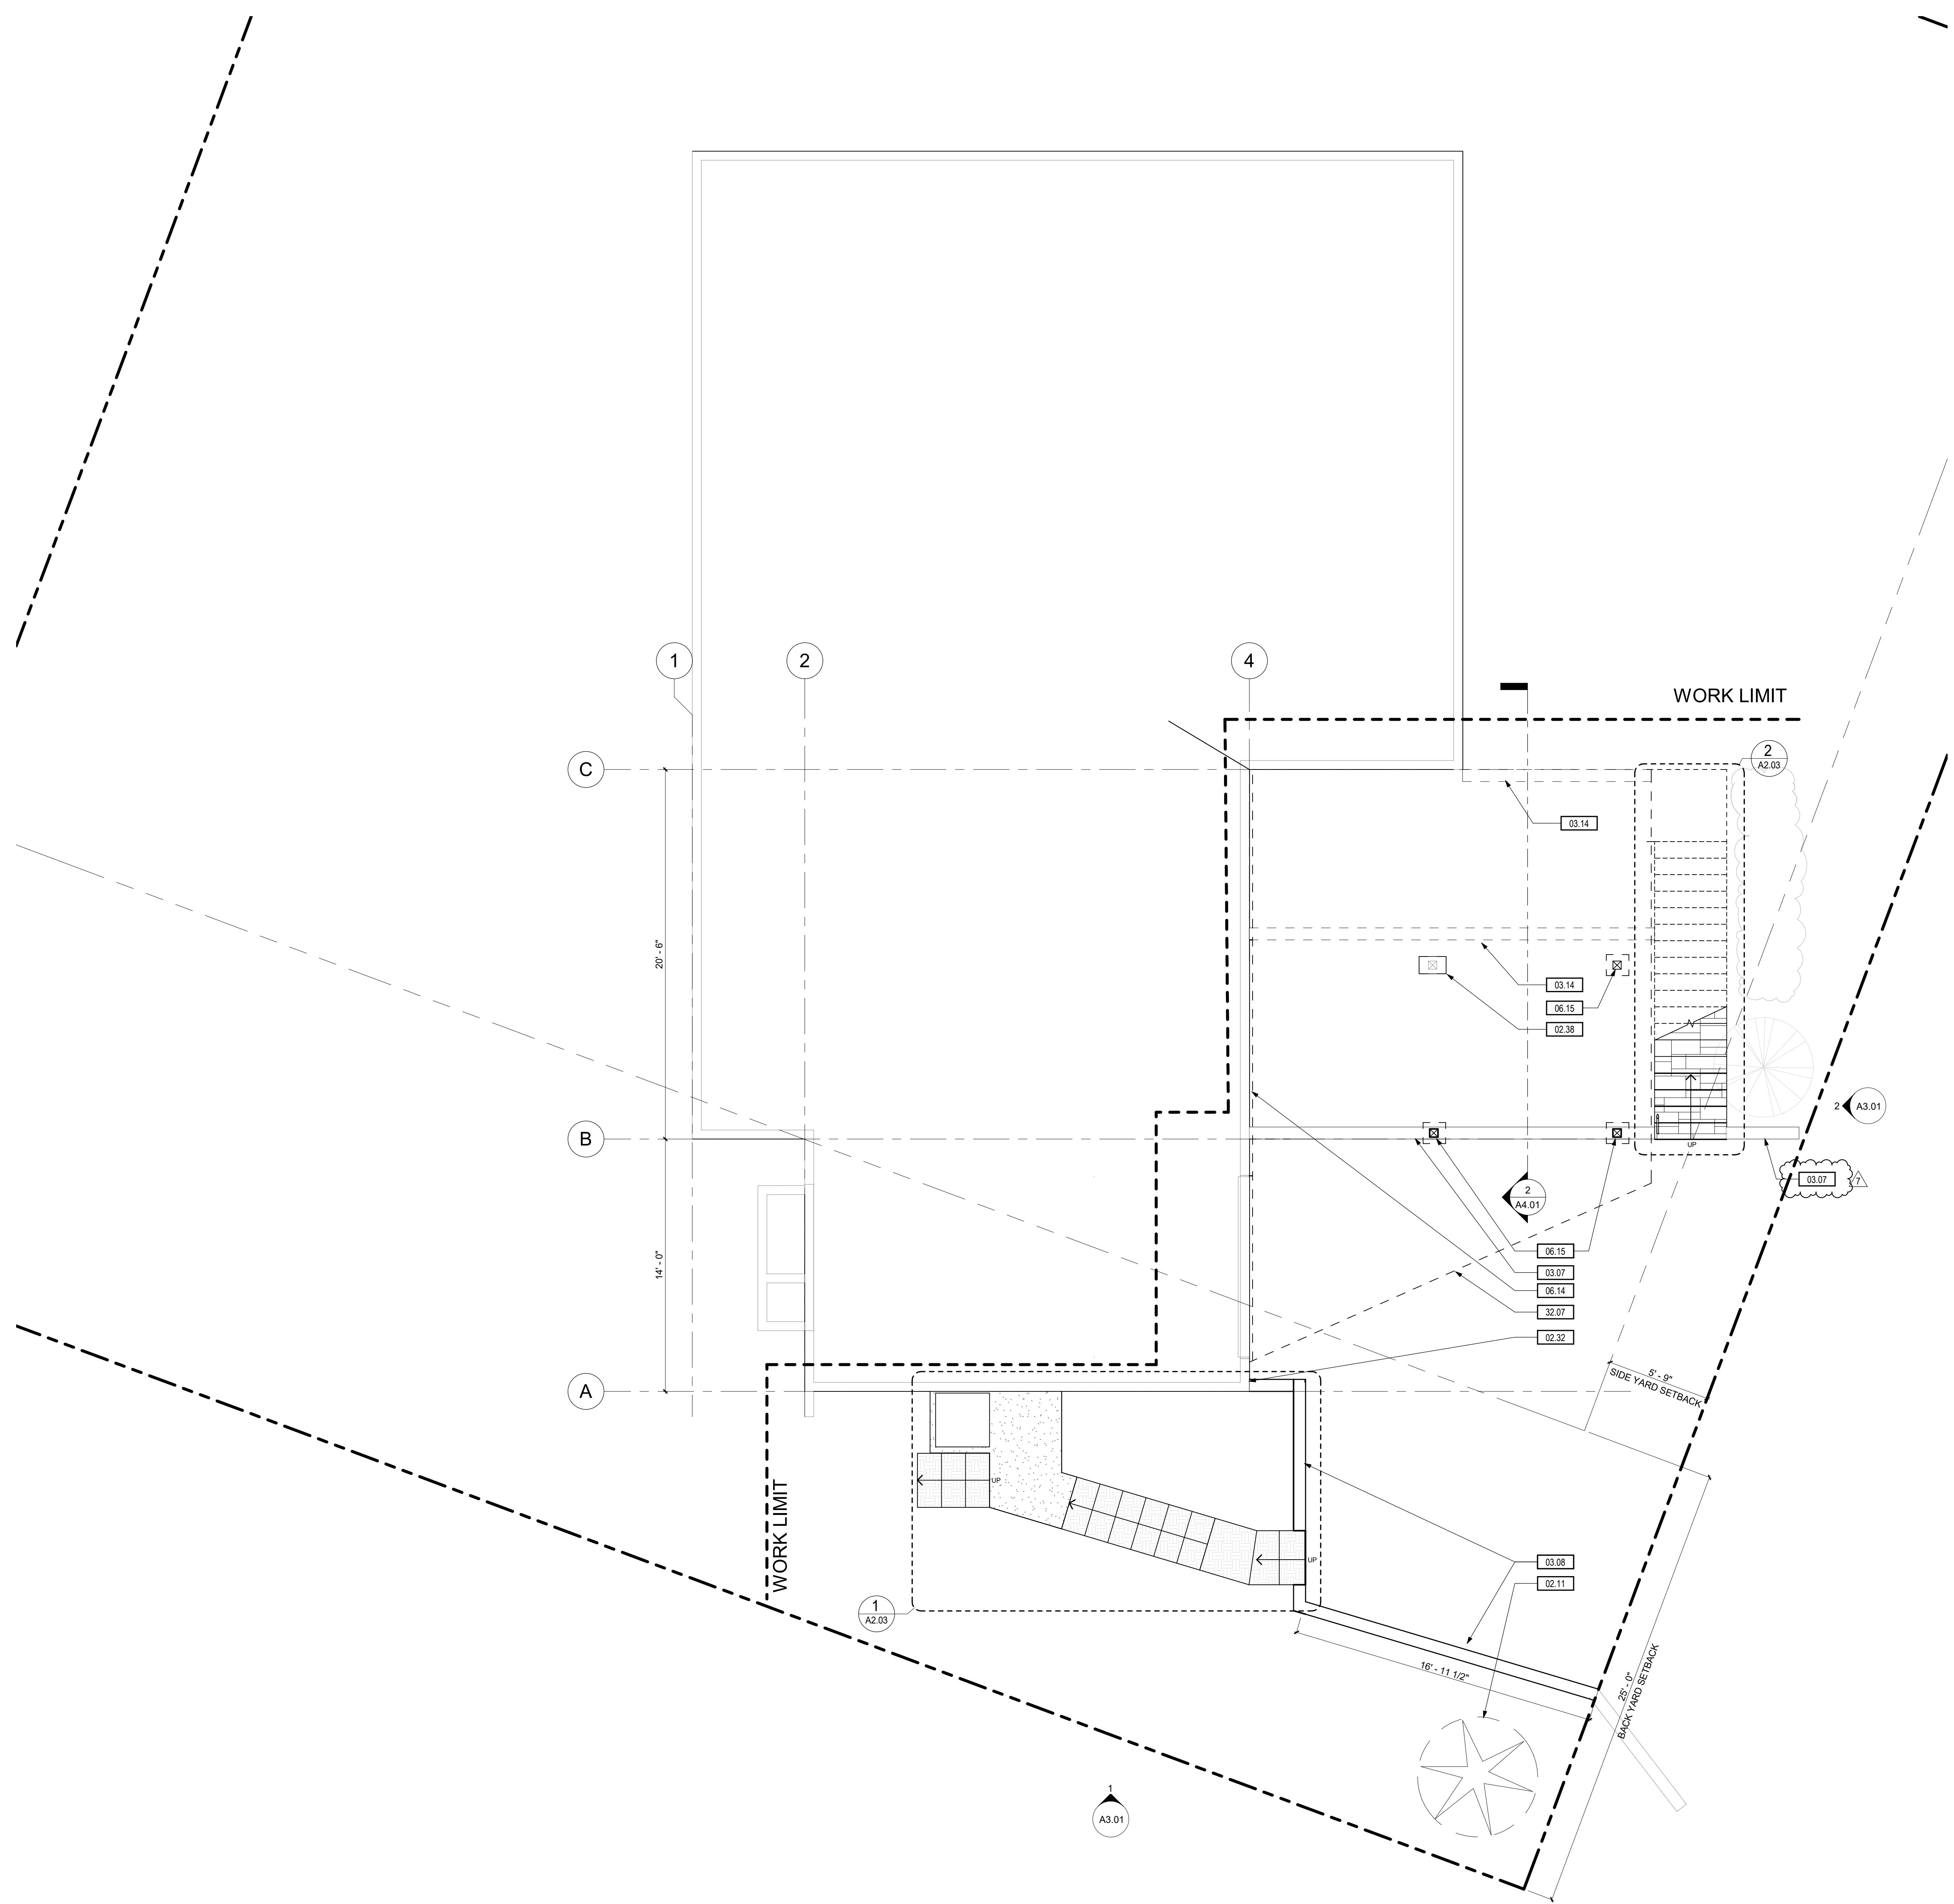 1
2
4
WORK LIMIT
C
2
A2.03
03.14
20' - 6"
03.14
06.15
02.38
2
A3.01
B
UP
03.07
7
2
A4.01
14' - 0"
06.15
03.07
06.14
32.07
02.32
A
5' - 9"
SIDE YARD SETBACK
UP
WORK LIMIT
UP
03.08
02.11
1
A2.03
16' - 11 1/2"
25' - 0"
BACK YARD SETBACK
1
A3.01